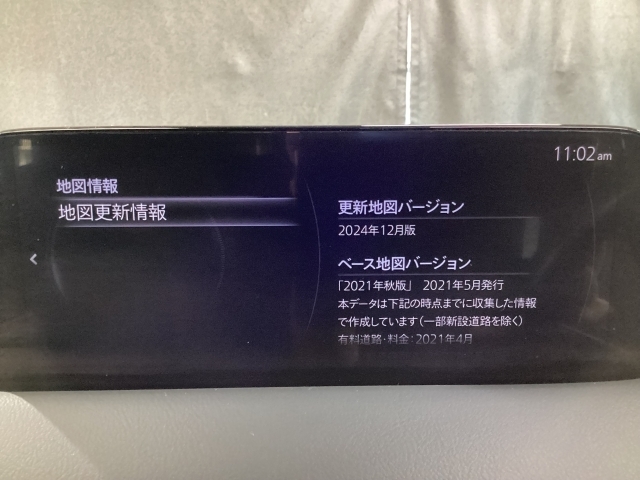 11:02 am
地図情報
地図更新情報
更新地図バージョン
2024年12月版
ベース地図バージョン
「2021年秋版」 2021年5月発行
本データは下記の時点までに収集した情報
で作成しています(一部新設道路を除く)
有料道路・料金:2021年4月